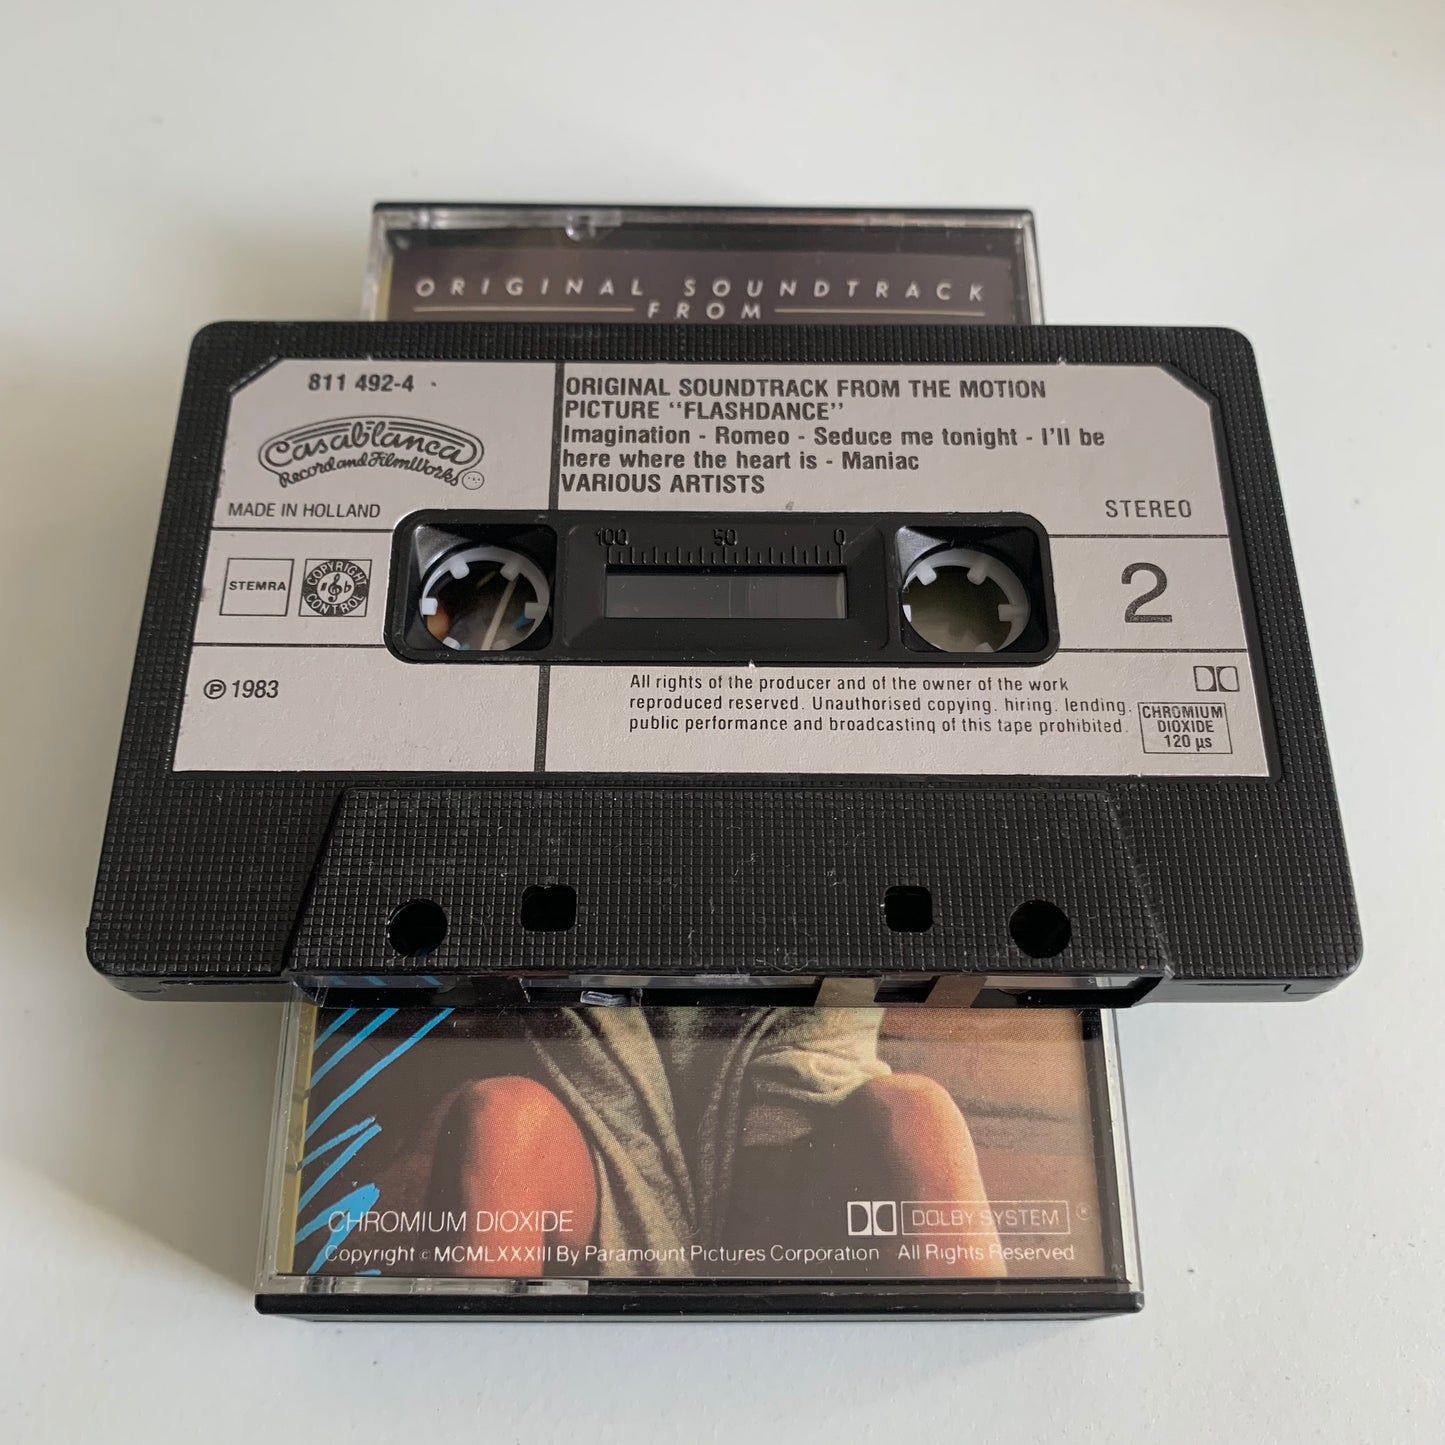 ORIGINAL SOUNDTRACK
FROM
811 492-4
Casablanca
Record and FilmWorks
MADE IN HOLLAND
STEMRA
COPYRIGHT
CONTROL
℗ 1983
ORIGINAL SOUNDTRACK FROM THE MOTION
PICTURE "FLASHDANCE"
Imagination - Romeo - Seduce me tonight - I'll be
here where the heart is - Maniac
VARIOUS ARTISTS
STEREO
100 50 0
2
All rights of the producer and of the owner of the work
reproduced reserved. Unauthorised copying. hiring. lending.
public performance and broadcasting of this tape prohibited.
CHROMIUM
DIOXIDE
120 µs
CHROMIUM DIOXIDE
DOLBY SYSTEM ®
Copyright © MCMLXXXIII By Paramount Pictures Corporation All Rights Reserved